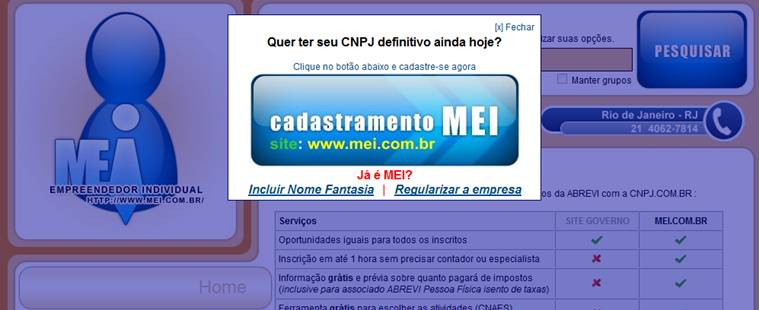 [x] Fechar
Quer ter seu CNPJ definitivo ainda hoje?
Clique no botão abaixo e cadastre-se agora
cadastramento MEI
site: www.mei.com.br
Já é MEI?
Incluir Nome Fantasia | Regularizar a empresa
MEI
EMPREENDEDOR INDIVIDUAL
HTTP://WWW.MEI.COM.BR/
suas opções.
PESQUISAR
Manter grupos
Rio de Janeiro - RJ
21 4062-7814
da ABREVI com a CNPJ.COM.BR :
Serviços SITE GOVERNO MEI.COM.BR
Oportunidades iguais para todos os inscritos
Inscrição em até 1 hora sem precisar contador ou especialista
Informação grátis e prévia sobre quanto pagará de impostos
(inclusive para associado ABREVI Pessoa Física isento de taxas)
Ferramenta grátis para escolher as atividades (CNAES)
Home